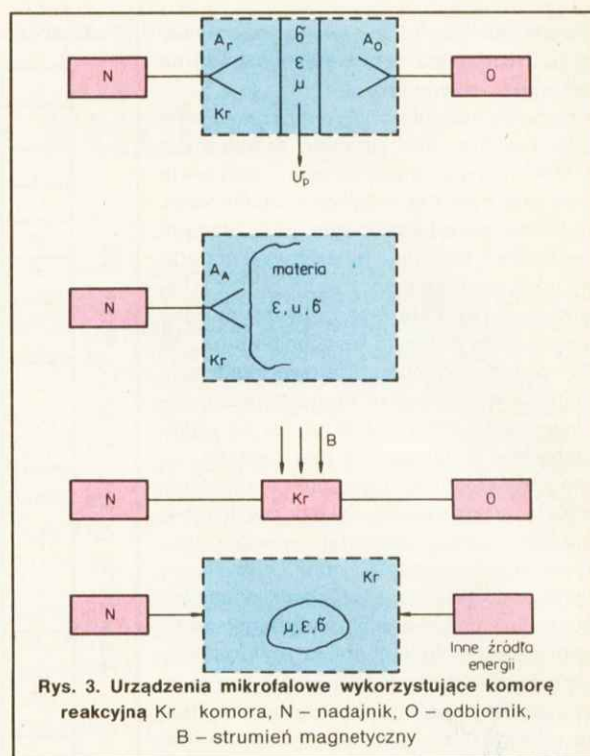 A_r б A_o
N ε O
μ
Kr
U_p
materia
A_A
N ε, u, б
Kr
B
N Kr O
Kr
N μ, ε, б
Inne źródła
energii
Rys. 3. Urządzenia mikrofalowe wykorzystujące komorę
reakcyjną Kr komora, N – nadajnik, O – odbiornik,
B – strumień magnetyczny